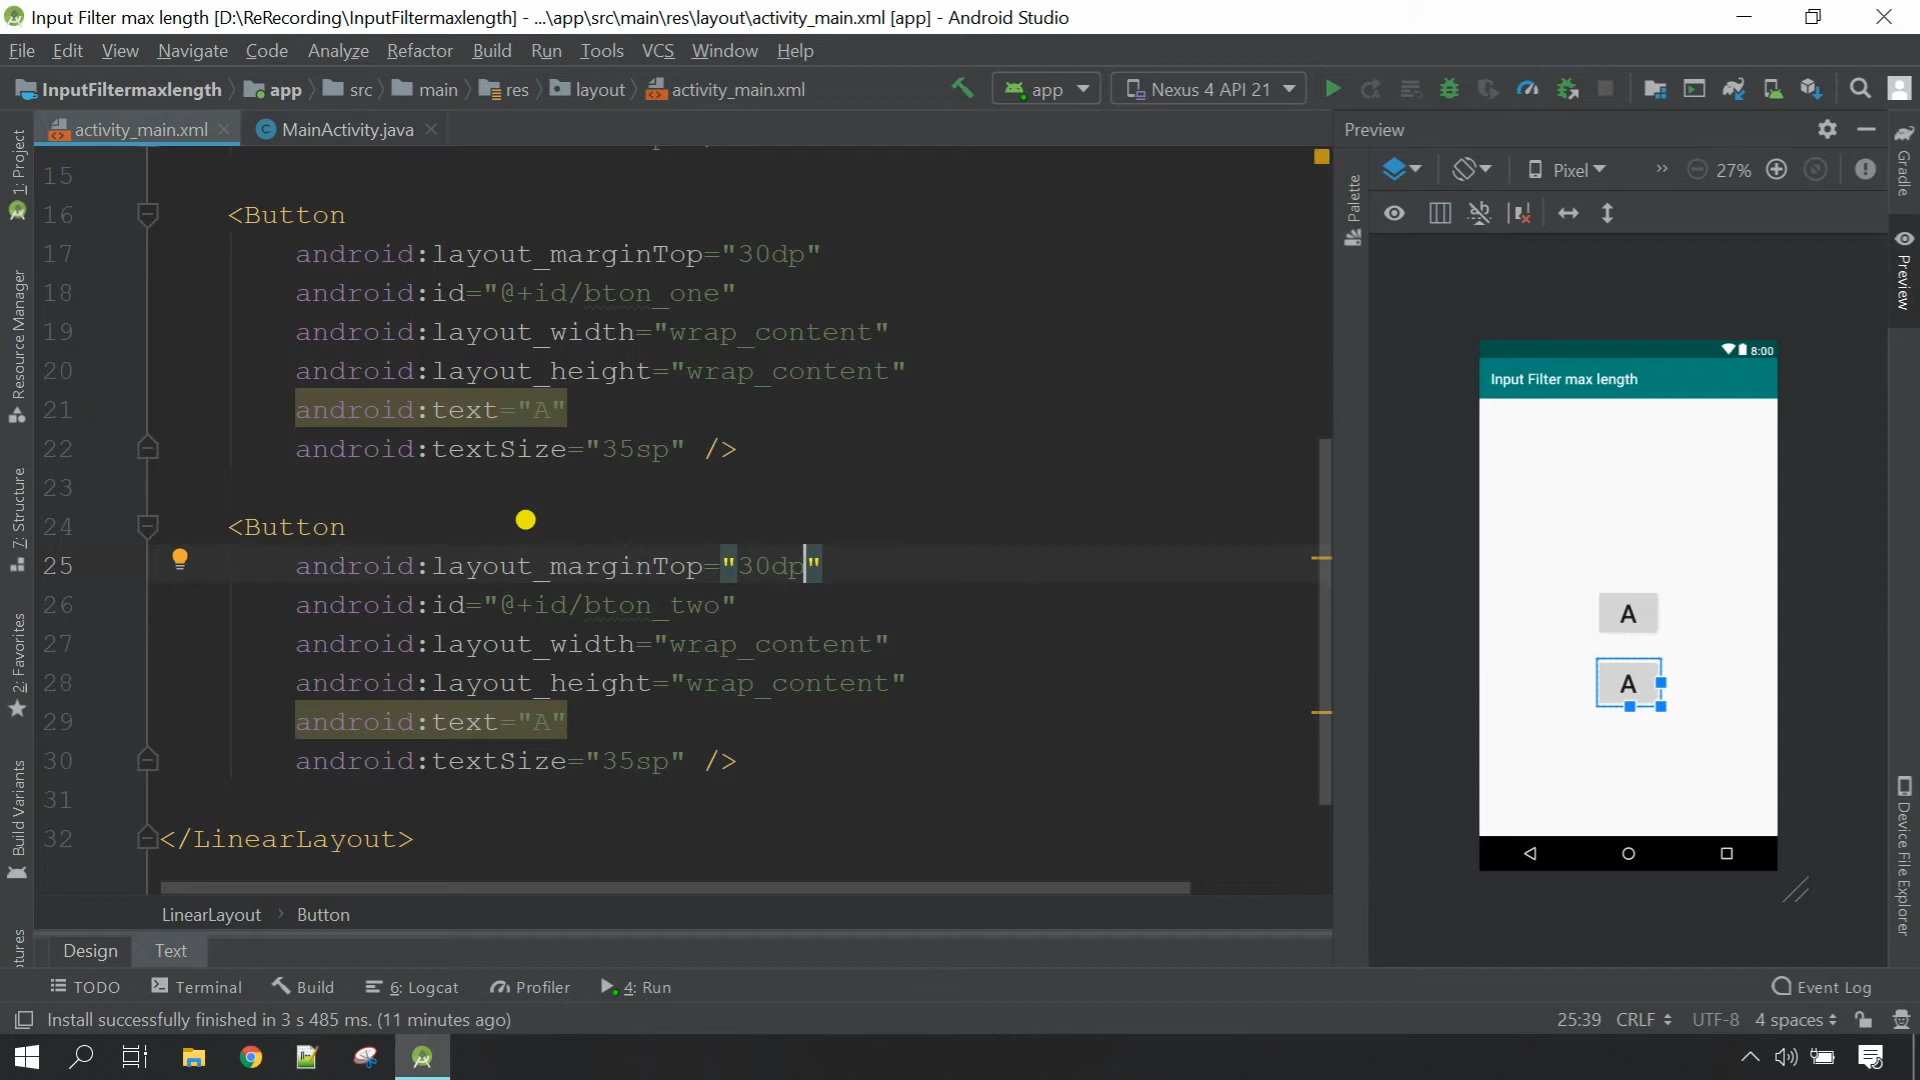 Input Filter max length [D:\ReRecording\InputFiltermaxlength] - ...\app\src\main\res\layout\activity_main.xml [app] - Android Studio
File Edit View Navigate Code Analyze Refactor Build Run Tools VCS Window Help
InputFiltermaxlength app src main res layout activity_main.xml app Nexus 4 API 21
activity_main.xml MainActivity.java Preview
Pixel » 27%
1: Project
Resource Manager
7: Structure
2: Favorites
Build Variants
Palette
Gradle
Preview
Device File Explorer
15
16 <Button
17 android:layout_marginTop="30dp"
18 android:id="@+id/bton_one"
19 android:layout_width="wrap_content"
20 android:layout_height="wrap_content"
21 android:text="A"
22 android:textSize="35sp" />
23
24 <Button
25 android:layout_marginTop="30dp"
26 android:id="@+id/bton_two"
27 android:layout_width="wrap_content"
28 android:layout_height="wrap_content"
29 android:text="A"
30 android:textSize="35sp" />
31
32 </LinearLayout>
8:00
Input Filter max length
A
A
LinearLayout › Button
Design Text
TODO Terminal Build 6: Logcat Profiler 4: Run Event Log
Install successfully finished in 3 s 485 ms. (11 minutes ago) 25:39 CRLF UTF-8 4 spaces